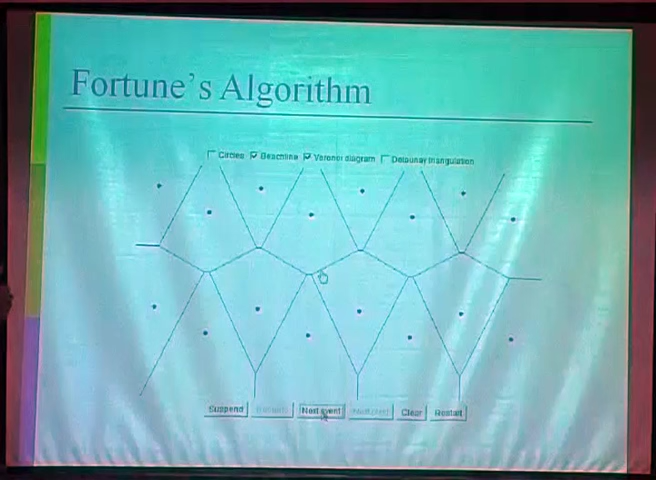 Fortune's Algorithm
Circles Beachline Voronoi diagram Delaunay triangulation
Suspend Next event Clear Restart